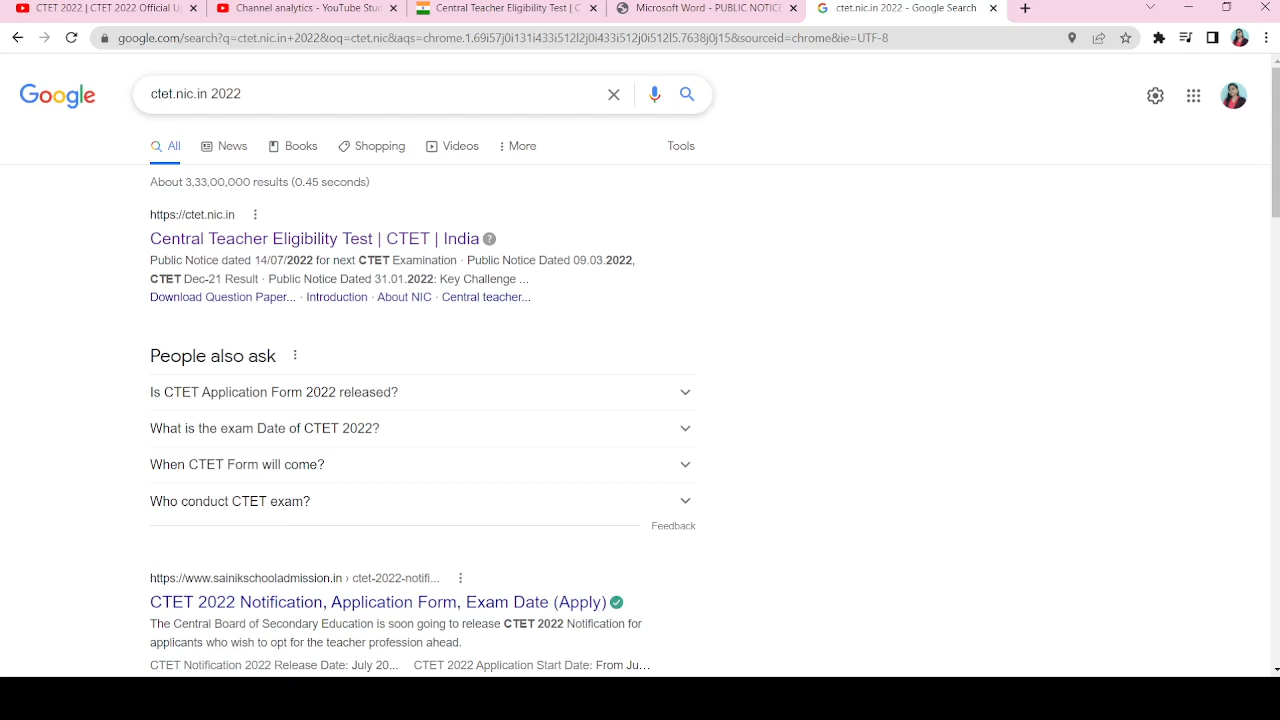 CTET 2022 | CTET 2022 Official U
Channel analytics - YouTube Stud
Central Teacher Eligibility Test | C
Microsoft Word - PUBLIC NOTICE
ctet.nic.in 2022 - Google Search
google.com/search?q=ctet.nic.in+2022&oq=ctet.nic&aqs=chrome.1.69i57j0i131i433i512l2j0i433i512j0i512l5.7638j0j15&sourceid=chrome&ie=UTF-8
Google
ctet.nic.in 2022
All
News
Books
Shopping
Videos
More
Tools
About 3,33,00,000 results (0.45 seconds)
https://ctet.nic.in
Central Teacher Eligibility Test | CTET | India
Public Notice dated 14/07/2022 for next CTET Examination · Public Notice Dated 09.03.2022,
CTET Dec-21 Result · Public Notice Dated 31.01.2022: Key Challenge ...
Download Question Paper... · Introduction · About NIC · Central teacher...
People also ask
Is CTET Application Form 2022 released?
What is the exam Date of CTET 2022?
When CTET Form will come?
Who conduct CTET exam?
Feedback
https://www.sainikschooladmission.in › ctet-2022-notifi...
CTET 2022 Notification, Application Form, Exam Date (Apply)
The Central Board of Secondary Education is soon going to release CTET 2022 Notification for
applicants who wish to opt for the teacher profession ahead.
CTET Notification 2022 Release Date: July 20... CTET 2022 Application Start Date: From Ju...